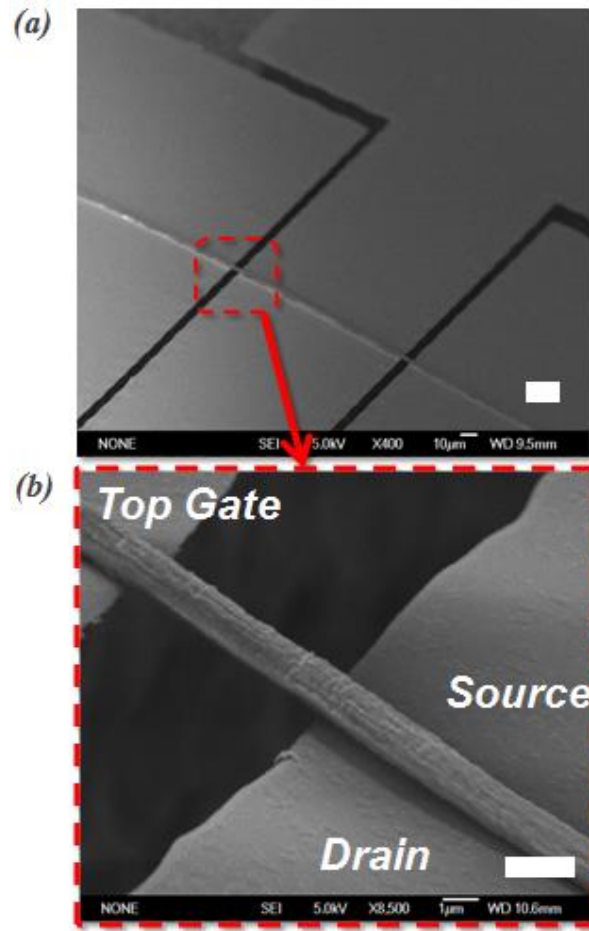 (a)
NONE SEI 5.0kV X400 10μm WD 9.5mm
(b)
Top Gate
Source
Drain
NONE SEI 5.0kV X8,500 1μm WD 10.6mm